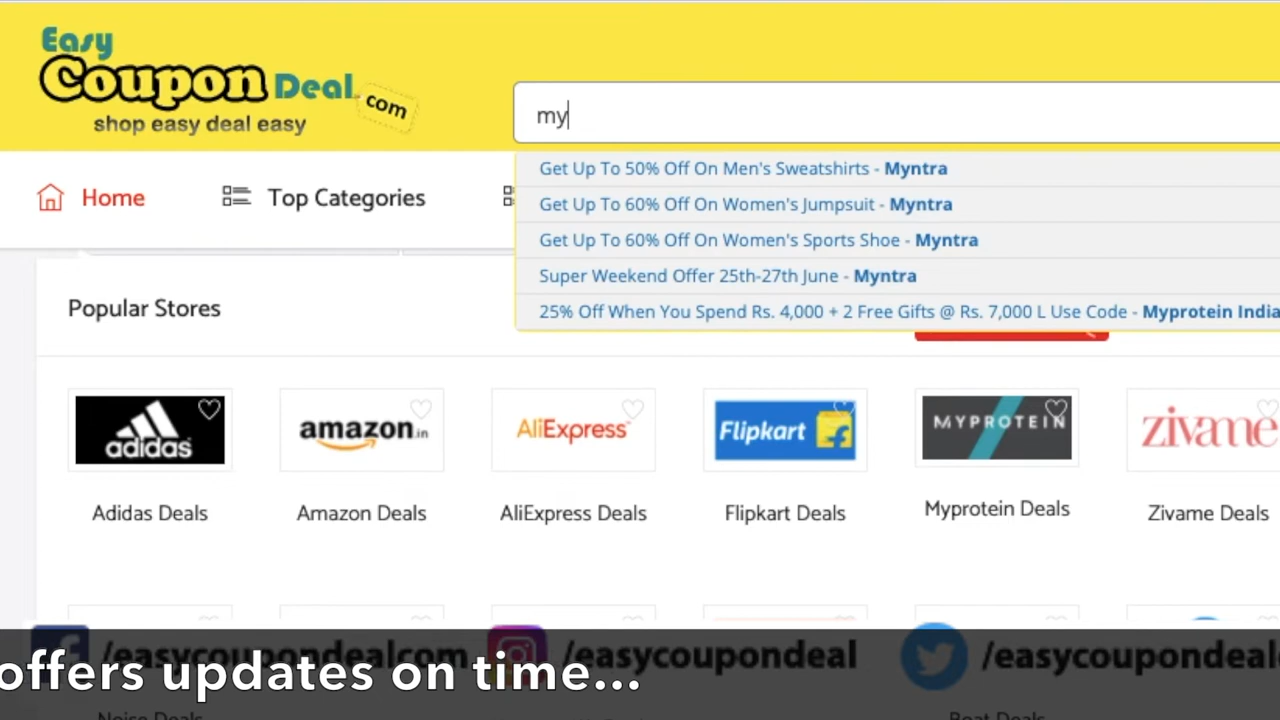 Easy
Coupon Deal.com
shop easy deal easy
my
Home
Top Categories
Get Up To 50% Off On Men's Sweatshirts - Myntra
Get Up To 60% Off On Women's Jumpsuit - Myntra
Get Up To 60% Off On Women's Sports Shoe - Myntra
Super Weekend Offer 25th-27th June - Myntra
25% Off When You Spend Rs. 4,000 + 2 Free Gifts @ Rs. 7,000 L Use Code - Myprotein India
Popular Stores
adidas
amazon.in
AliExpress
Flipkart
MYPROTEIN
zivame
Adidas Deals
Amazon Deals
AliExpress Deals
Flipkart Deals
Myprotein Deals
Zivame Deals
/easycoupondealcom
/easycoupondeal
/easycoupondeal
offers updates on time...
Noise Deals
Boat Deals